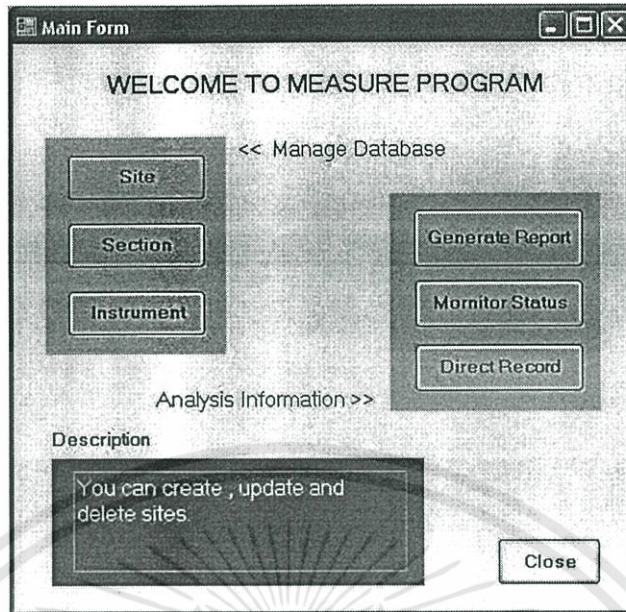 Main Form
WELCOME TO MEASURE PROGRAM
<< Manage Database
Site
Section
Instrument
Generate Report
Mornitor Status
Direct Record
Analysis Information >>
Description
You can create , update and
delete sites.
Close